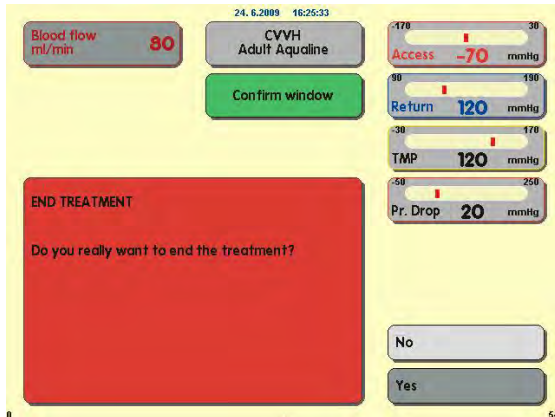 24. 6.2009 16:25:33
Blood flow
ml/min 80
CVVH
Adult Aqualine
Confirm window
-170 30
Access -70 mmHg
90 190
Return 120 mmHg
-30 170
TMP 120 mmHg
-50 250
Pr. Drop 20 mmHg
END TREATMENT
Do you really want to end the treatment?
No
Yes
0 5